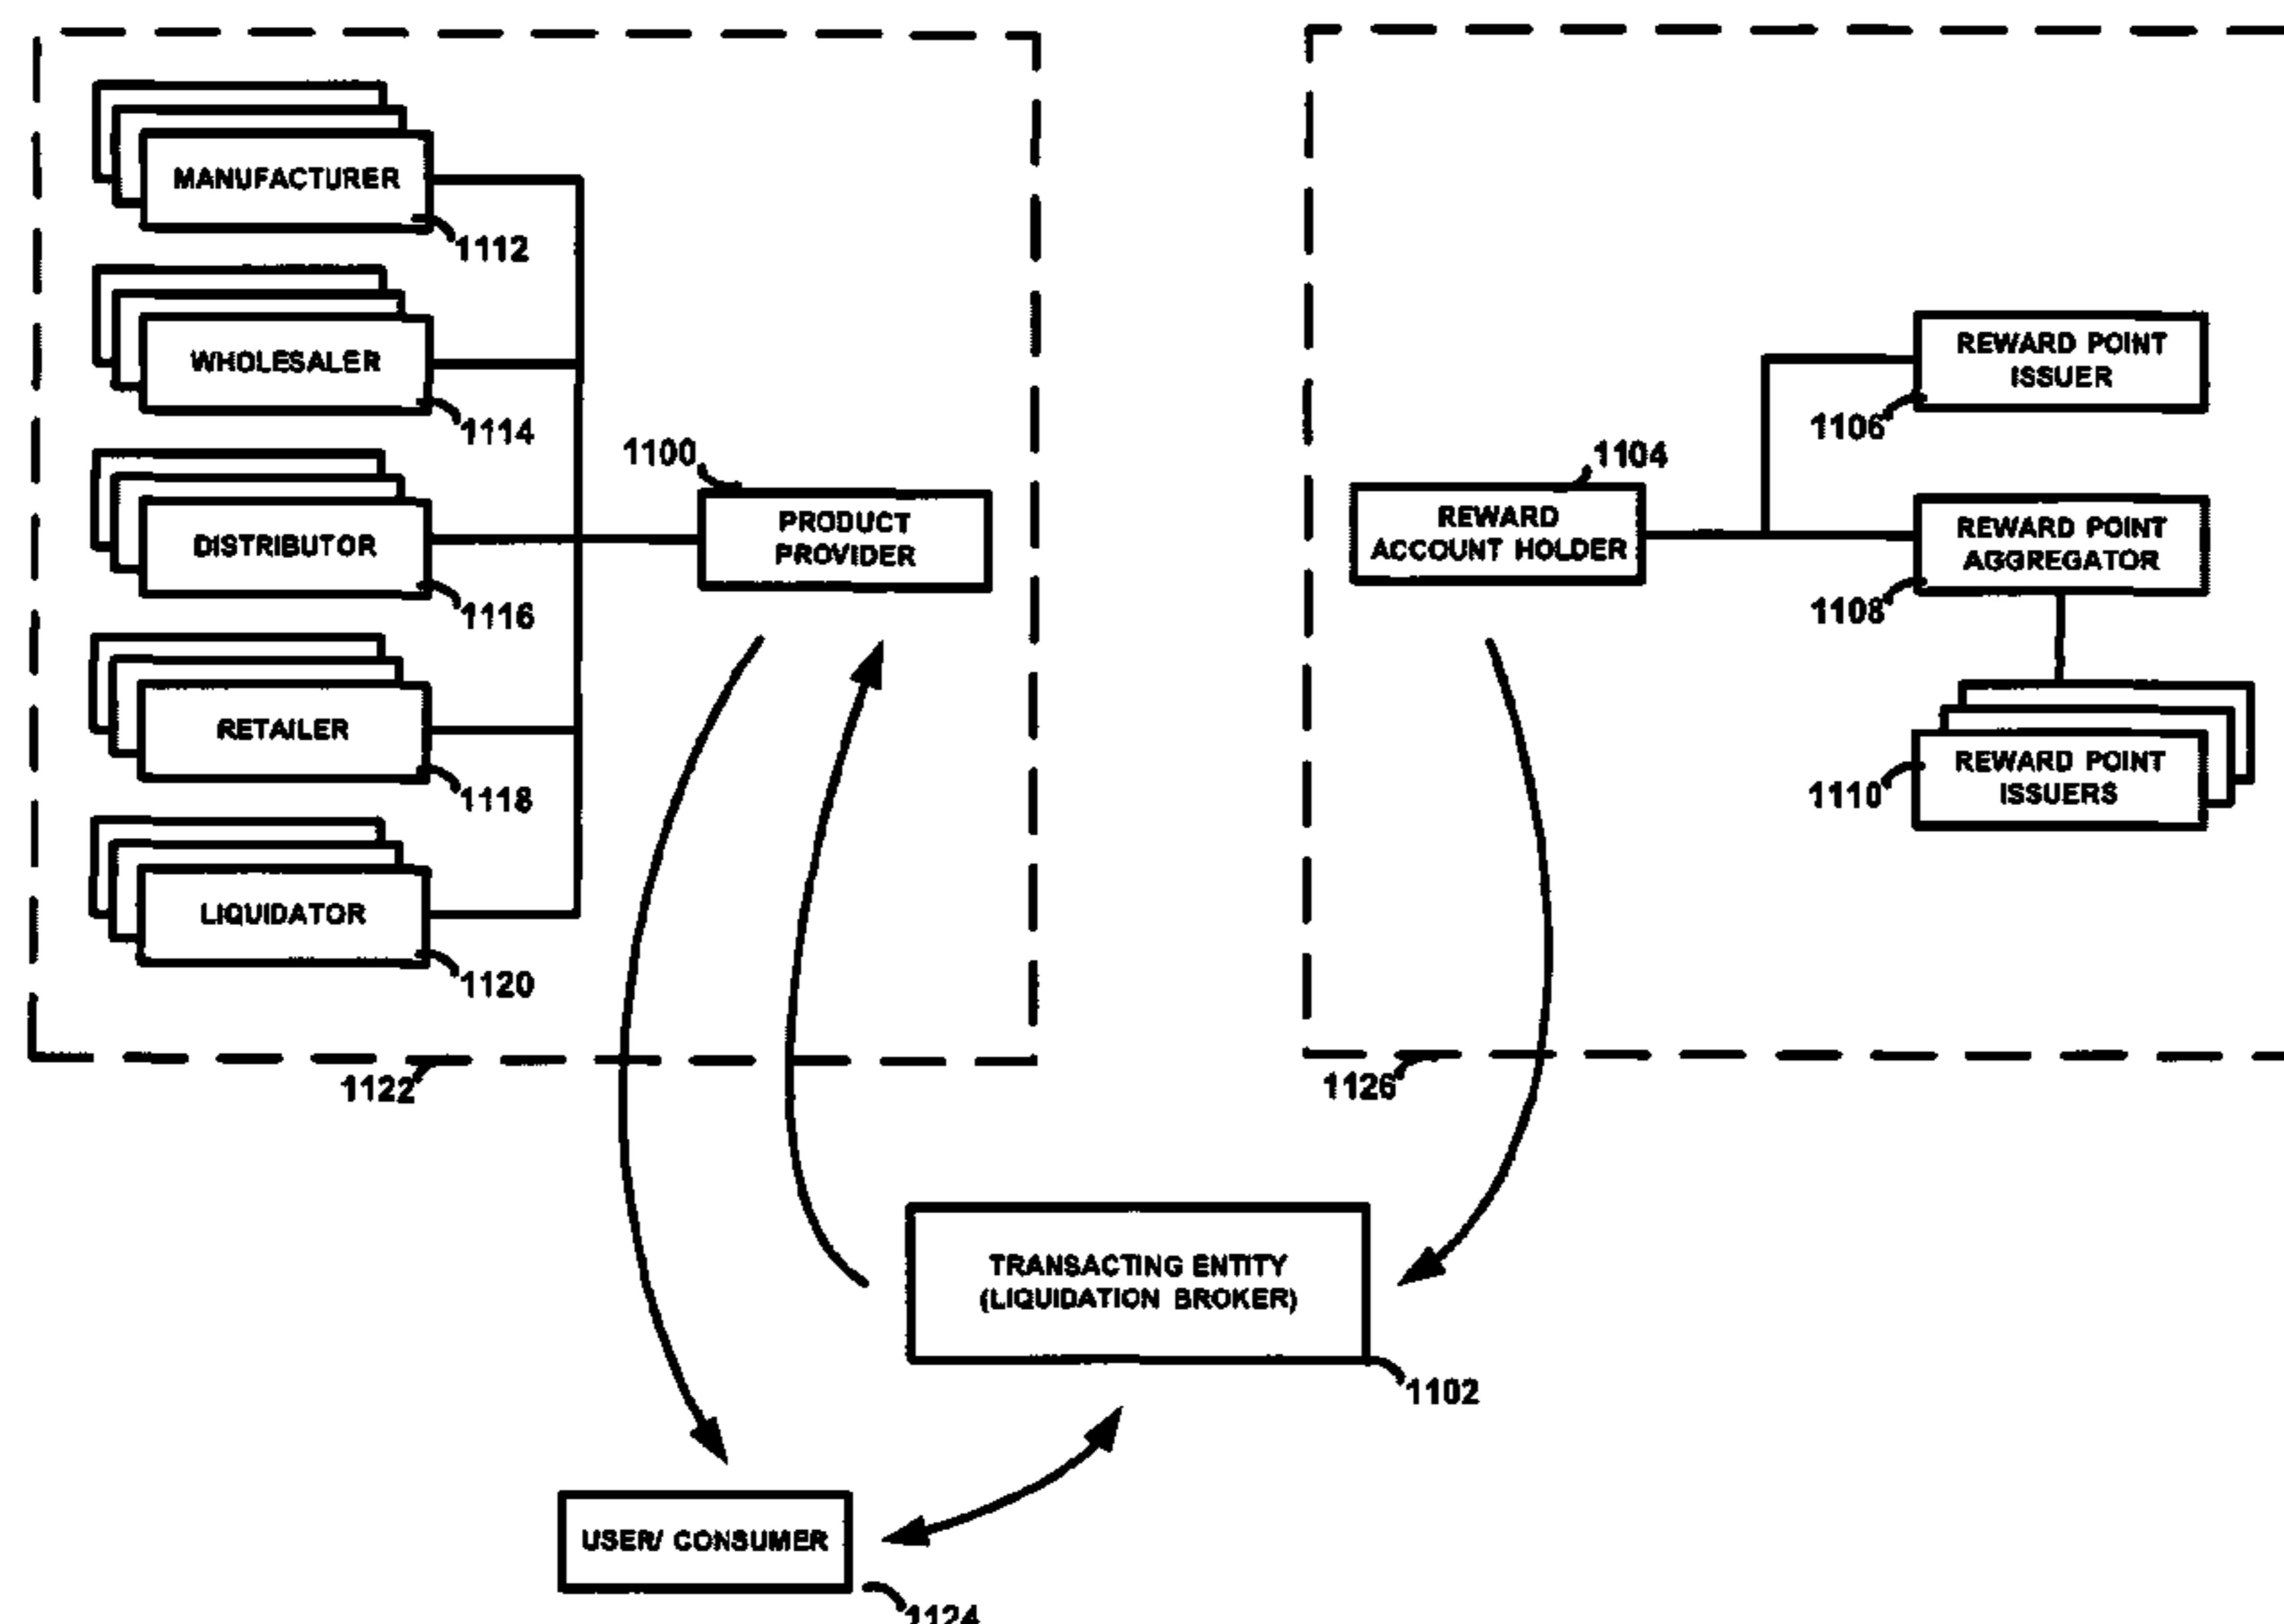 MANUFACTURER
1112
WHOLESALER
1114
DISTRIBUTOR
1116
RETAILER
1118
LIQUIDATOR
1120
1100
PRODUCT
PROVIDER
1122
1104
REWARD
ACCOUNT HOLDER
REWARD POINT
ISSUER
1106
REWARD POINT
AGGREGATOR
1108
REWARD POINT
ISSUERS
1110
1126
TRANSACTING ENTITY
(LIQUIDATION BROKER)
1102
USER/ CONSUMER
1124